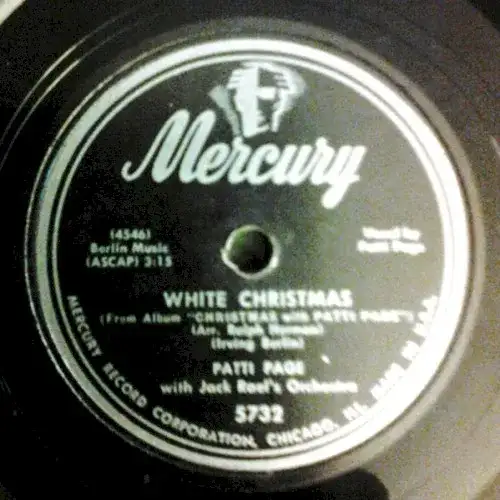 Mercury
(4546)
Berlin Music
(ASCAP) 3:15
Vocal by
Patti Page
WHITE CHRISTMAS
(From Album "CHRISTMAS with PATTI PAGE")
(Arr. Ralph
(Irving Berlin)
PATTI PAGE
with Jack Rael's Orchestra
5732
MERCURY RECORD CORPORATION, CHICAGO, ILL. MADE IN U.S.A.